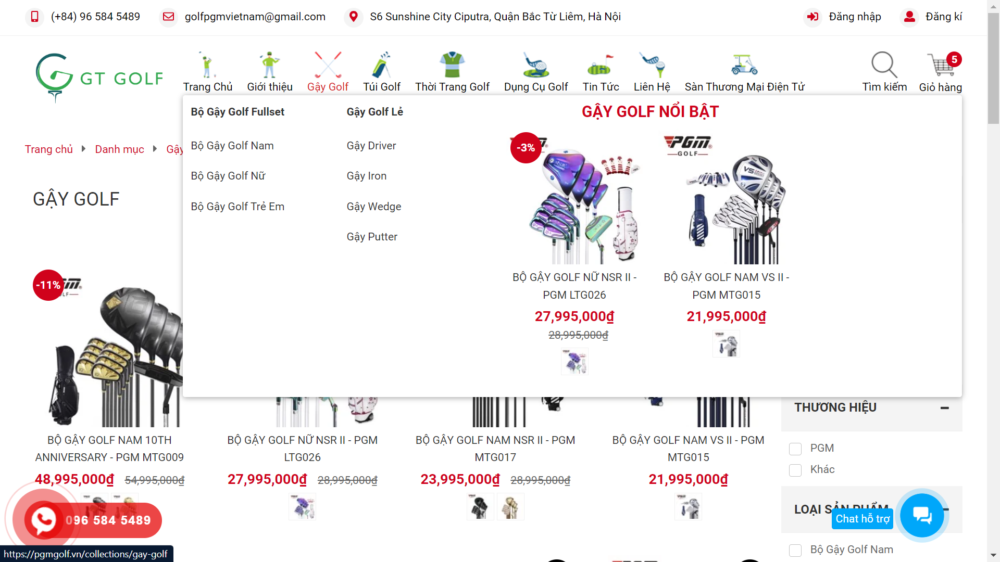 (+84) 96 584 5489
golfpgmvietnam@gmail.com
S6 Sunshine City Ciputra, Quận Bắc Từ Liêm, Hà Nội
Đăng nhập
Đăng kí
GT GOLF
Trang Chủ
Giới thiệu
Gậy Golf
Túi Golf
Thời Trang Golf
Dụng Cụ Golf
Tin Tức
Liên Hệ
Sàn Thương Mại Điện Tử
Tìm kiếm
5
Giỏ hàng
Bộ Gậy Golf Fullset
Bộ Gậy Golf Nam
Bộ Gậy Golf Nữ
Bộ Gậy Golf Trẻ Em
Gậy Golf Lẻ
Gậy Driver
Gậy Iron
Gậy Wedge
Gậy Putter
GẬY GOLF NỔI BẬT
-3%
BỘ GẬY GOLF NỮ NSR II -
PGM LTG026
27,995,000₫
28,995,000₫
PGM
GOLF
VS
BỘ GẬY GOLF NAM VS II -
PGM MTG015
21,995,000₫
Trang chủ
Danh mục
Gậy
GẬY GOLF
-11%
BỘ GẬY GOLF NAM 10TH
ANNIVERSARY - PGM MTG009
48,995,000₫ 54,995,000₫
BỘ GẬY GOLF NỮ NSR II - PGM
LTG026
27,995,000₫ 28,995,000₫
BỘ GẬY GOLF NAM NSR II - PGM
MTG017
23,995,000₫ 28,995,000₫
BỘ GẬY GOLF NAM VS II - PGM
MTG015
21,995,000₫
THƯƠNG HIỆU
PGM
Khác
LOẠI SẢN PHẨM
Bộ Gậy Golf Nam
Chat hỗ trợ
096 584 5489
https://pgmgolf.vn/collections/gay-golf